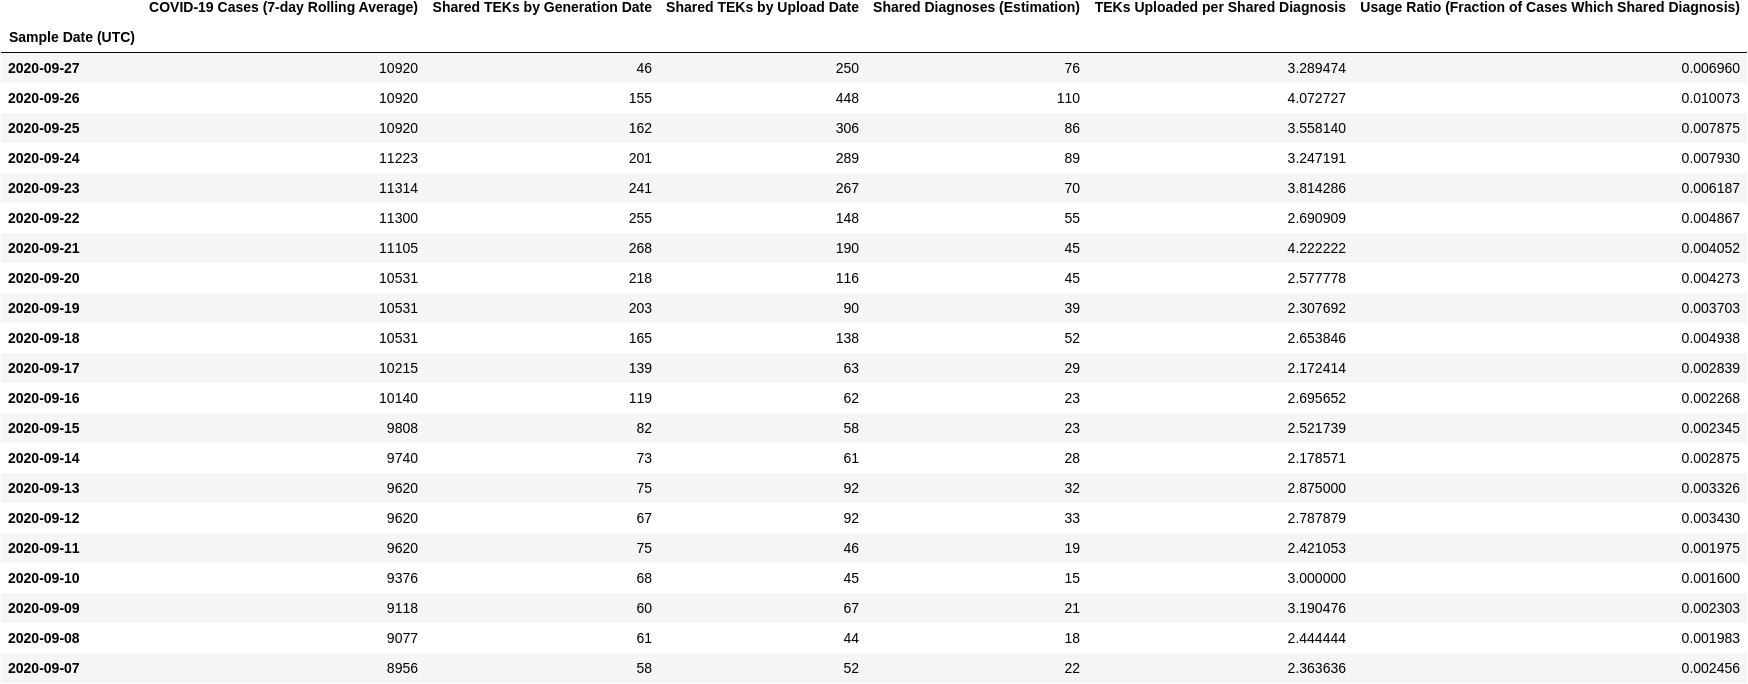 COVID-19 Cases (7-day Rolling Average) Shared TEKs by Generation Date Shared TEKs by Upload Date Shared Diagnoses (Estimation) TEKs Uploaded per Shared Diagnosis Usage Ratio (Fraction of Cases Which Shared Diagnosis)
Sample Date (UTC)
2020-09-27 10920 46 250 76 3.289474 0.006960
2020-09-26 10920 155 448 110 4.072727 0.010073
2020-09-25 10920 162 306 86 3.558140 0.007875
2020-09-24 11223 201 289 89 3.247191 0.007930
2020-09-23 11314 241 267 70 3.814286 0.006187
2020-09-22 11300 255 148 55 2.690909 0.004867
2020-09-21 11105 268 190 45 4.222222 0.004052
2020-09-20 10531 218 116 45 2.577778 0.004273
2020-09-19 10531 203 90 39 2.307692 0.003703
2020-09-18 10531 165 138 52 2.653846 0.004938
2020-09-17 10215 139 63 29 2.172414 0.002839
2020-09-16 10140 119 62 23 2.695652 0.002268
2020-09-15 9808 82 58 23 2.521739 0.002345
2020-09-14 9740 73 61 28 2.178571 0.002875
2020-09-13 9620 75 92 32 2.875000 0.003326
2020-09-12 9620 67 92 33 2.787879 0.003430
2020-09-11 9620 75 46 19 2.421053 0.001975
2020-09-10 9376 68 45 15 3.000000 0.001600
2020-09-09 9118 60 67 21 3.190476 0.002303
2020-09-08 9077 61 44 18 2.444444 0.001983
2020-09-07 8956 58 52 22 2.363636 0.002456